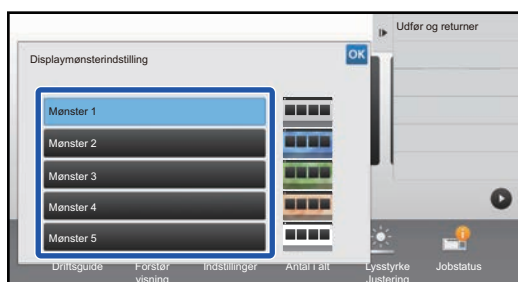 Udfør og returner
Displaymønsterindstilling
OK
Mønster 1
Mønster 2
Mønster 3
Mønster 4
Mønster 5
Driftsguide
Forstør
visning
Indstillinger
Antal i alt
Lysstyrke
Justering
Jobstatus